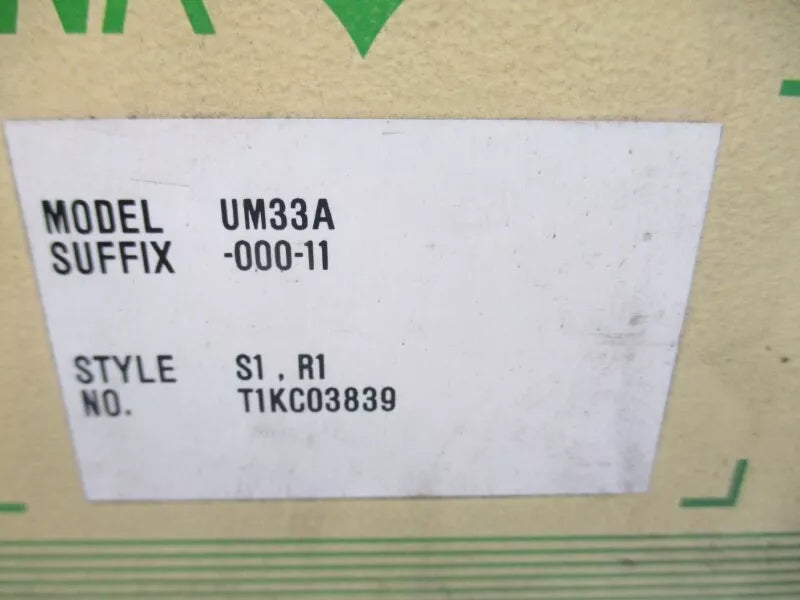 MODEL UM33A
SUFFIX -000-11
STYLE S1 , R1
NO. T1KC03839